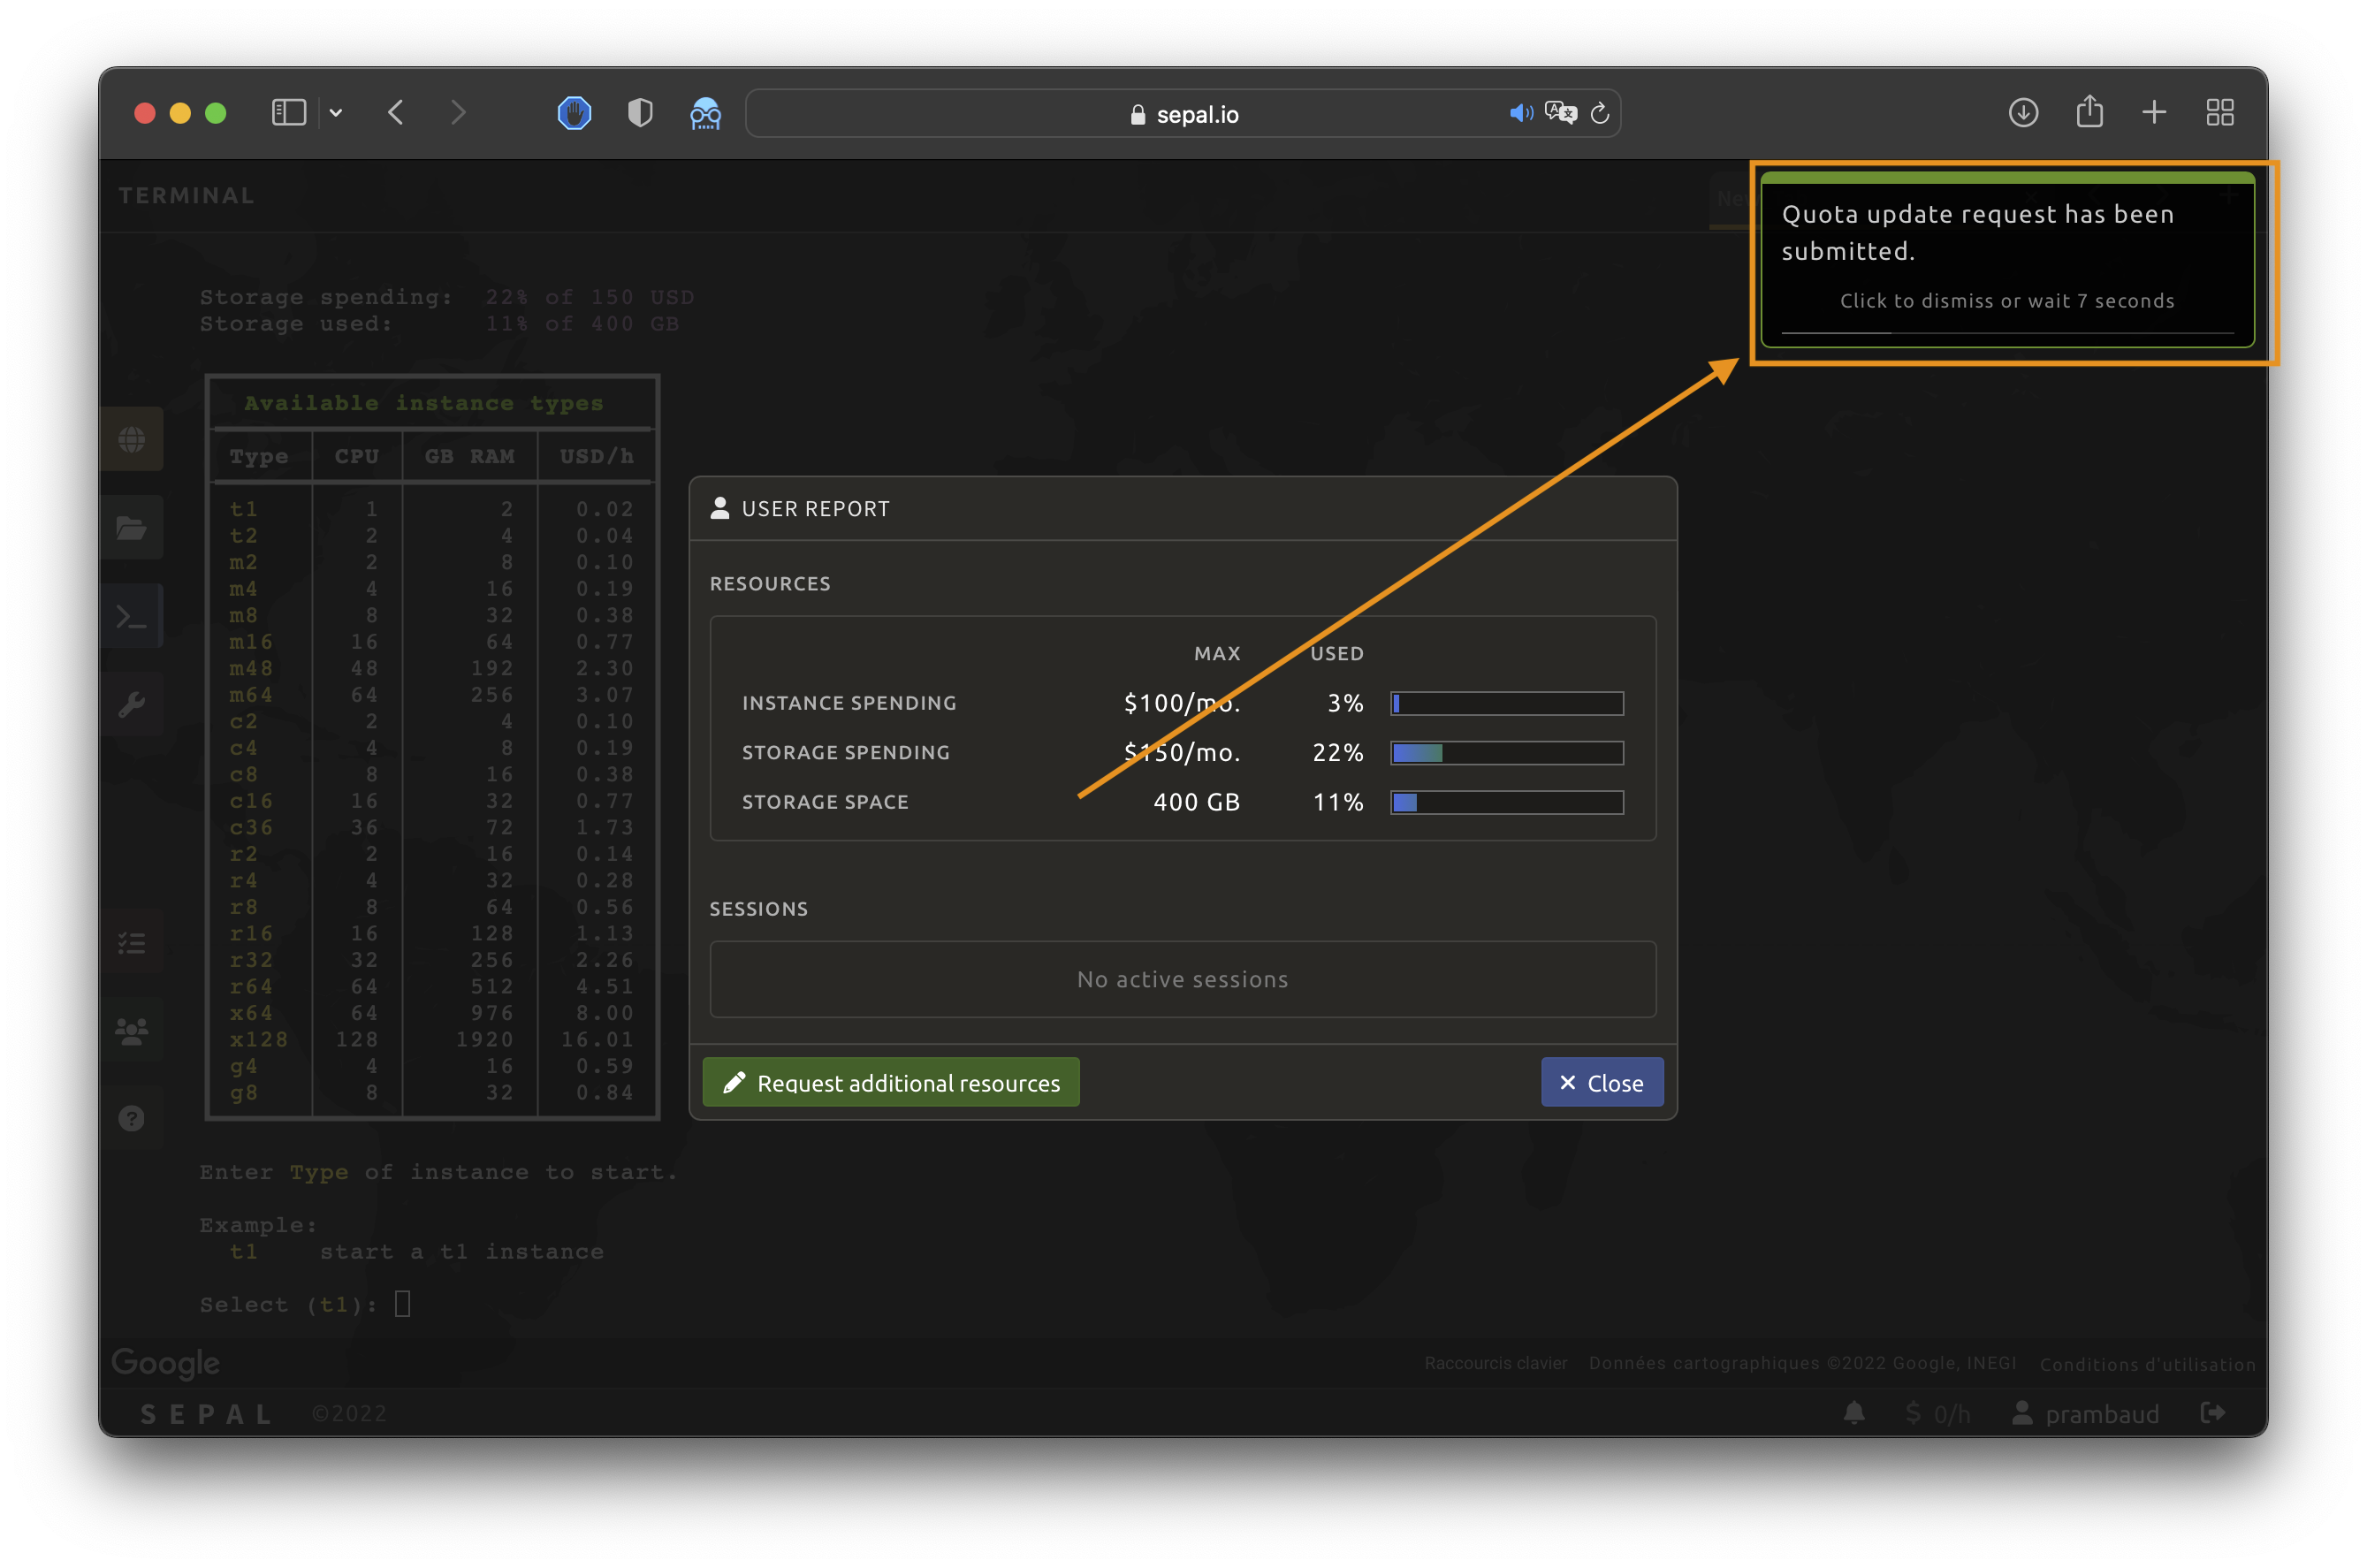 sepal.io
TERMINAL
Quota update request has been
submitted.
Click to dismiss or wait 7 seconds
Storage spending: 22% of 150 USD
Storage used: 11% of 400 GB
Available instance types
Type CPU GB RAM USD/h
t1 1 2 0.02
t2 2 4 0.04
m2 2 8 0.10
m4 4 16 0.19
m8 8 32 0.38
m16 16 64 0.77
m48 48 192 2.30
m64 64 256 3.07
c2 2 4 0.10
c4 4 8 0.19
c8 8 16 0.38
c16 16 32 0.77
c36 36 72 1.73
r2 2 16 0.14
r4 4 32 0.28
r8 8 64 0.56
r16 16 128 1.13
r32 32 256 2.26
r64 64 512 4.51
x64 64 976 8.00
x128 128 1920 16.01
g4 4 16 0.59
g8 8 32 0.84
Enter Type of instance to start.
Example:
t1 start a t1 instance
Select (t1):
USER REPORT
RESOURCES
MAX USED
INSTANCE SPENDING $100/mo. 3%
STORAGE SPENDING $150/mo. 22%
STORAGE SPACE 400 GB 11%
SESSIONS
No active sessions
Request additional resources
Close
Google
Raccourcis clavier Données cartographiques ©2022 Google, INEGI Conditions d'utilisation
SEPAL ©2022
$ 0/h prambaud